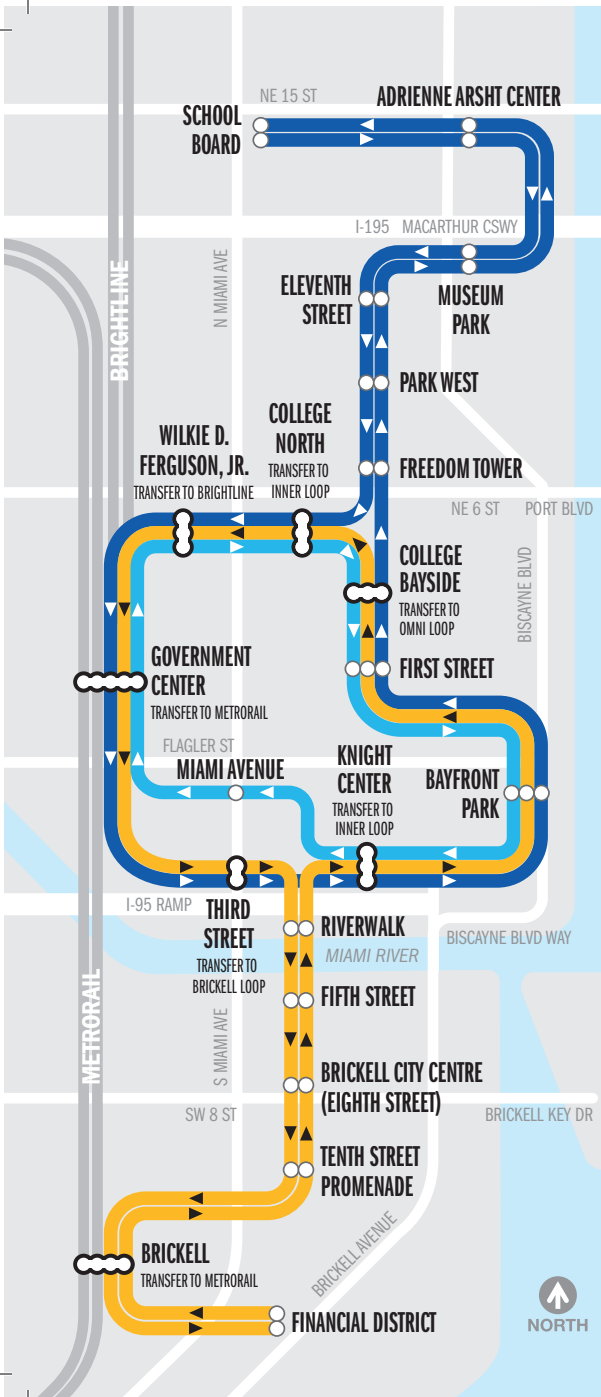 NE 15 ST
ADRIENNE ARSHT CENTER
SCHOOL
BOARD
I-195 MACARTHUR CSWY
N MIAMI AVE
BRIGHTLINE
ELEVENTH
STREET
MUSEUM
PARK
PARK WEST
COLLEGE
NORTH
TRANSFER TO
INNER LOOP
WILKIE D.
FERGUSON, JR.
TRANSFER TO BRIGHTLINE
FREEDOM TOWER
NE 6 ST PORT BLVD
COLLEGE
BAYSIDE
TRANSFER TO
OMNI LOOP
BISCAYNE BLVD
GOVERNMENT
CENTER
TRANSFER TO METRORAIL
FIRST STREET
FLAGLER ST
MIAMI AVENUE
KNIGHT
CENTER
TRANSFER TO
INNER LOOP
BAYFRONT
PARK
I-95 RAMP
THIRD
STREET
TRANSFER TO
BRICKELL LOOP
RIVERWALK
MIAMI RIVER
BISCAYNE BLVD WAY
FIFTH STREET
METRORAIL
S MIAMI AVE
BRICKELL CITY CENTRE
(EIGHTH STREET)
SW 8 ST
BRICKELL KEY DR
TENTH STREET
PROMENADE
BRICKELL
TRANSFER TO METRORAIL
BRICKELL AVENUE
FINANCIAL DISTRICT
NORTH